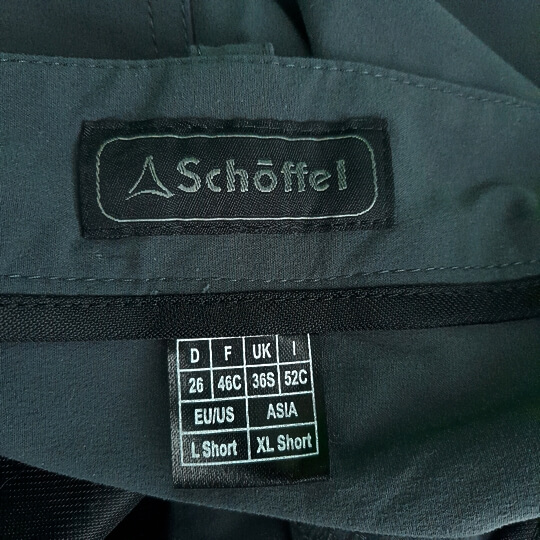 Schöffel
D F UK I
26 46C 36S 52C
EU/US ASIA
L Short XL Short